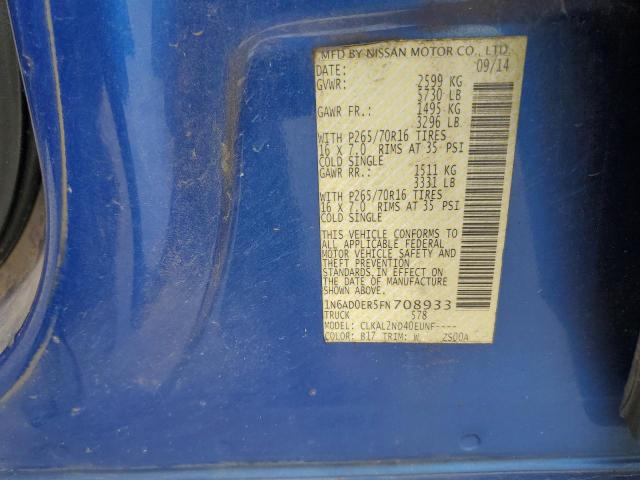 MFD BY NISSAN MOTOR CO., LTD.
DATE: 09/14
GVWR: 2599 KG
5730 LB
GAWR FR.: 1495 KG
3296 LB
WITH P265/70R16 TIRES
16 X 7.0 RIMS AT 35 PSI
COLD SINGLE
GAWR RR.: 1511 KG
3331 LB
WITH P265/70R16 TIRES
16 X 7.0 RIMS AT 35 PSI
COLD SINGLE
THIS VEHICLE CONFORMS TO
ALL APPLICABLE FEDERAL
MOTOR VEHICLE SAFETY AND
THEFT PREVENTION
STANDARDS IN EFFECT ON
THE DATE OF MANUFACTURE
SHOWN ABOVE.
1N6AD0ER5FN708933
TRUCK 578
MODEL: CLKAL2ND40EUNF----
COLOR: B17 TRIM: W ZS00A